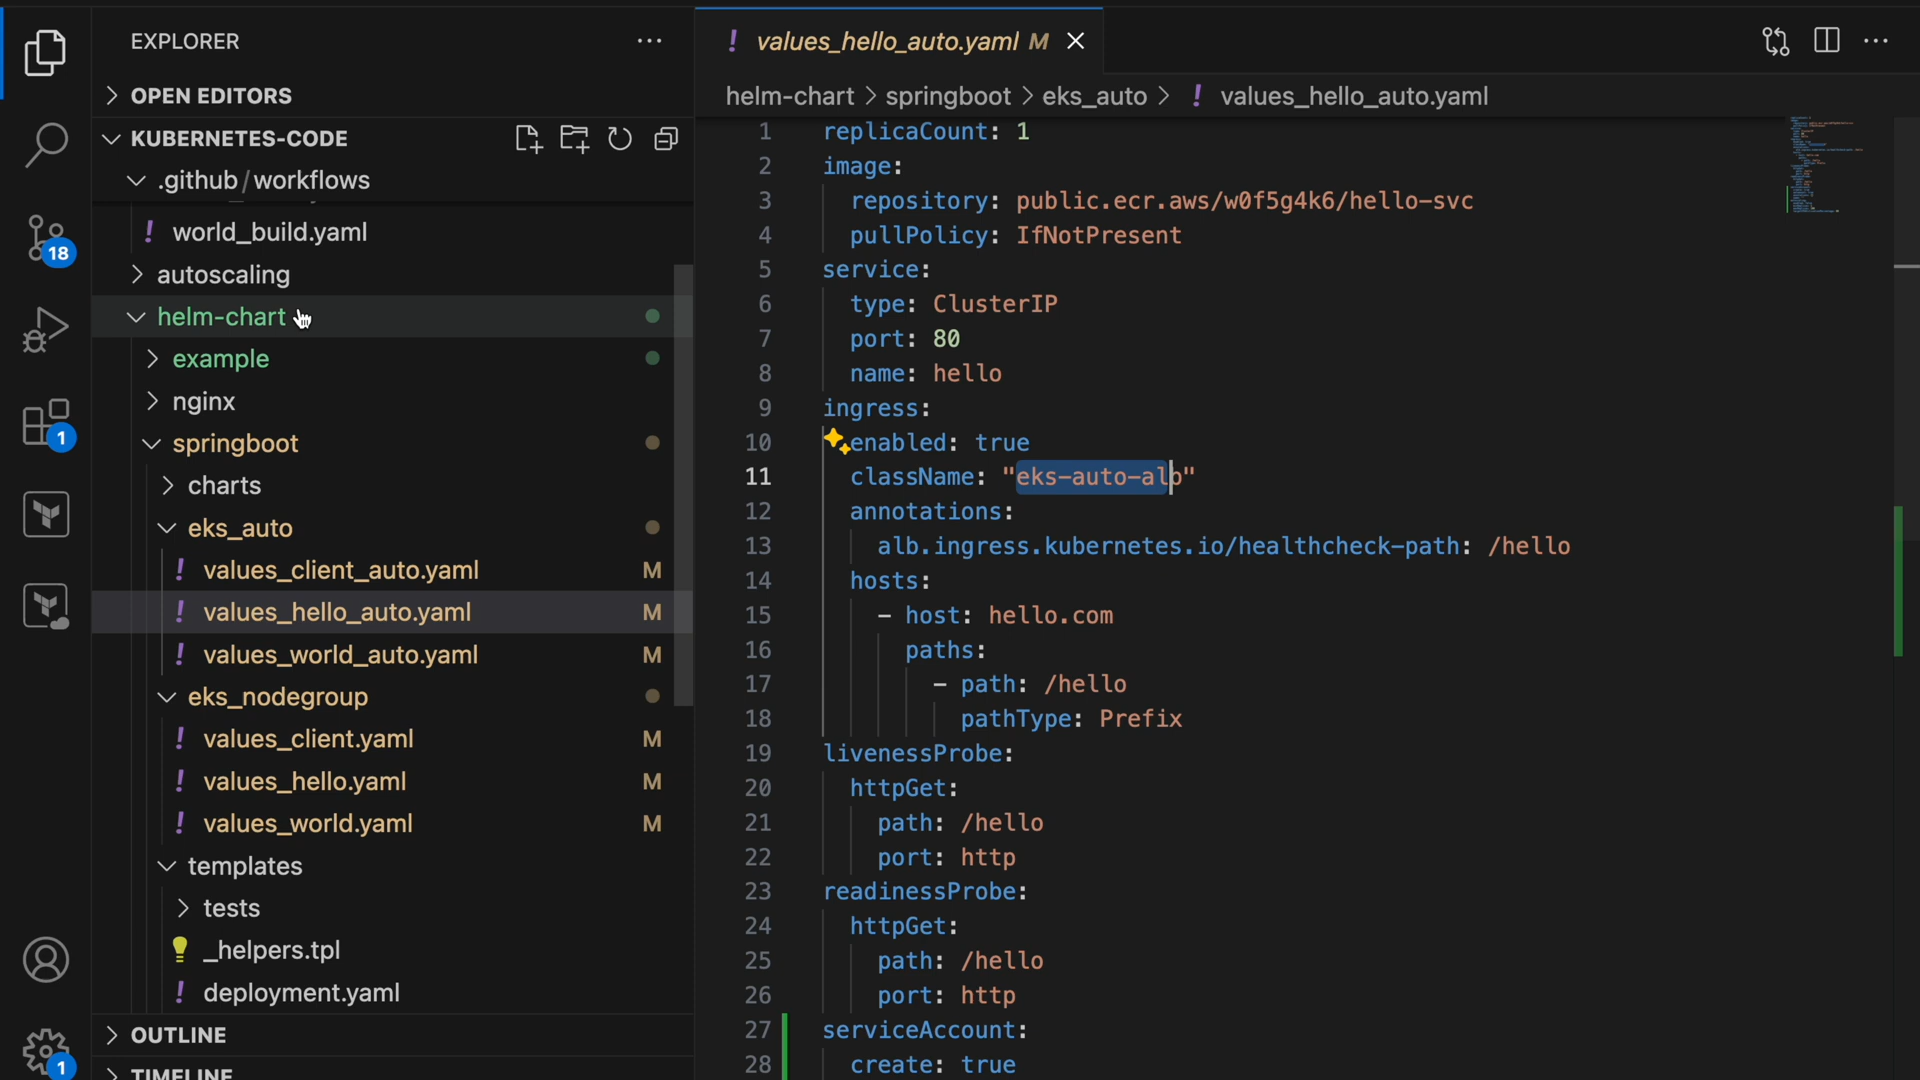 EXPLORER
OPEN EDITORS
KUBERNETES-CODE
.github / workflows
world_build.yaml
autoscaling
helm-chart
example
nginx
springboot
charts
eks_auto
values_client_auto.yaml M
values_hello_auto.yaml M
values_world_auto.yaml M
eks_nodegroup
values_client.yaml M
values_hello.yaml M
values_world.yaml M
templates
tests
_helpers.tpl
deployment.yaml
OUTLINE
TIMELINE
18
1
1
values_hello_auto.yaml M
helm-chart > springboot > eks_auto > ! values_hello_auto.yaml
1 replicaCount: 1
2 image:
3 repository: public.ecr.aws/w0f5g4k6/hello-svc
4 pullPolicy: IfNotPresent
5 service:
6 type: ClusterIP
7 port: 80
8 name: hello
9 ingress:
10 enabled: true
11 className: "eks-auto-alb"
12 annotations:
13 alb.ingress.kubernetes.io/healthcheck-path: /hello
14 hosts:
15 - host: hello.com
16 paths:
17 - path: /hello
18 pathType: Prefix
19 livenessProbe:
20 httpGet:
21 path: /hello
22 port: http
23 readinessProbe:
24 httpGet:
25 path: /hello
26 port: http
27 serviceAccount:
28 create: true